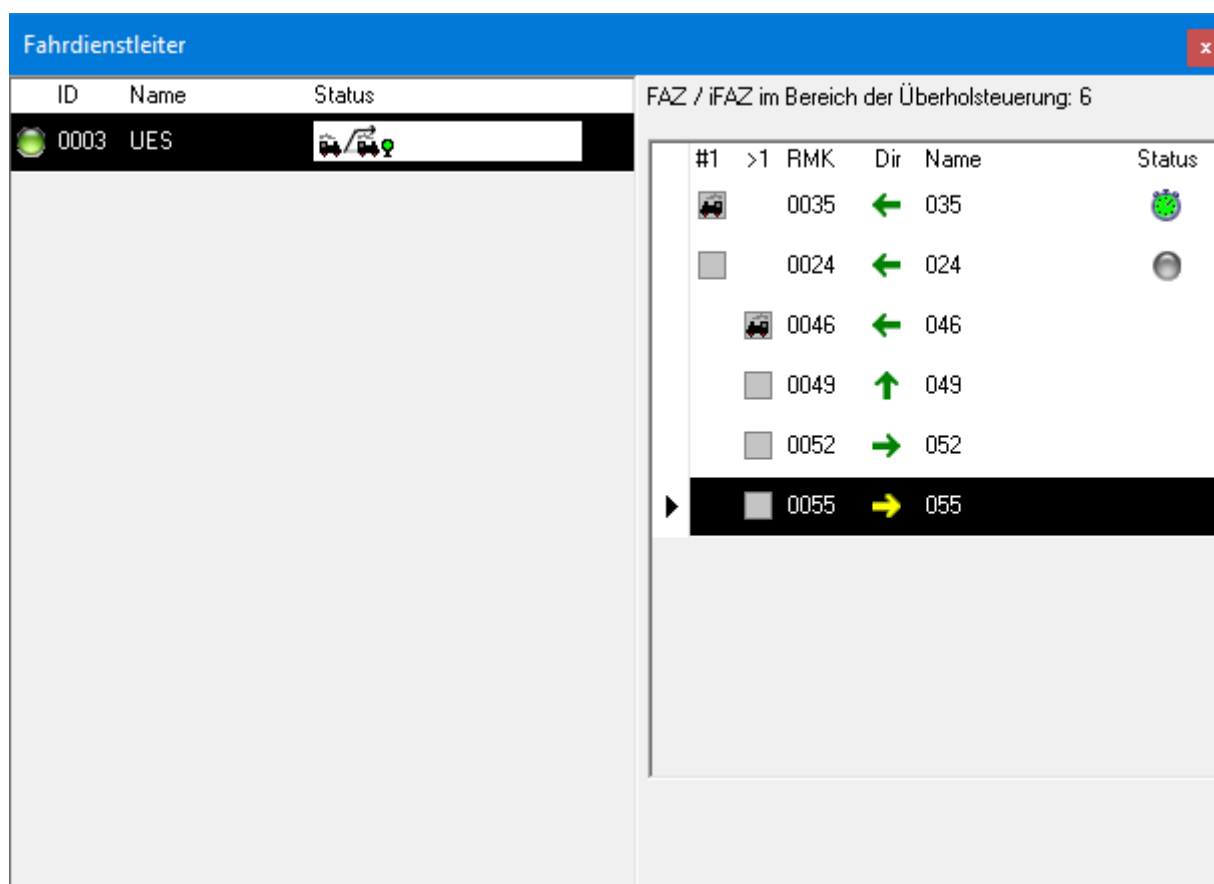 Fahrdienstleiter
x
ID Name Status
0003 UES
FAZ / iFAZ im Bereich der Überholsteuerung: 6
#1 >1 RMK Dir Name Status
0035 035
0024 024
0046 046
0049 049
0052 052
0055 055